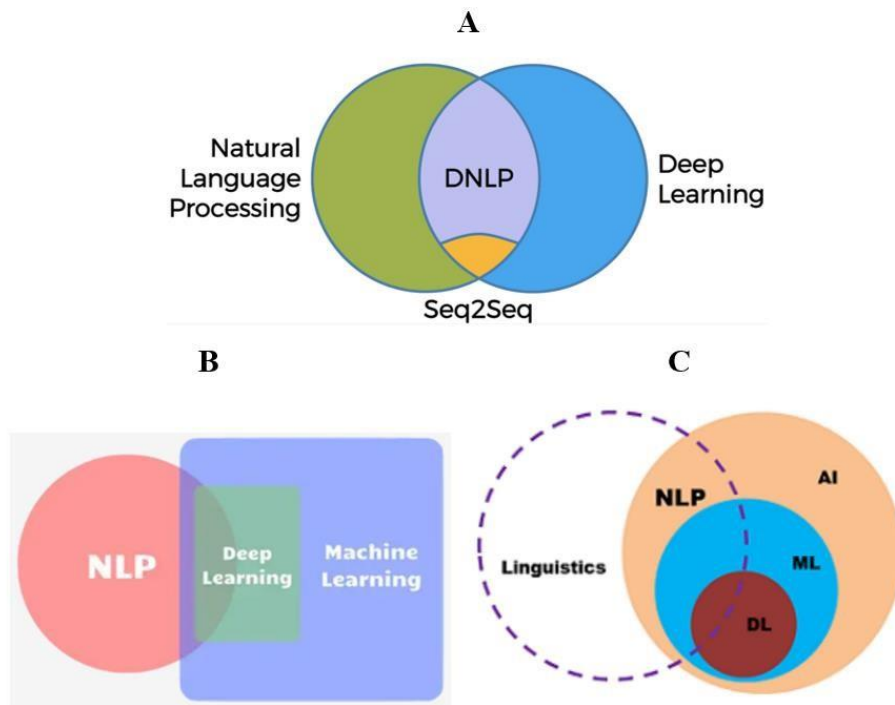 A
Natural
Language
Processing
DNLP
Deep
Learning
Seq2Seq
B
C
NLP
Deep
Learning
Machine
Learning
Linguistics
NLP
AI
ML
DL